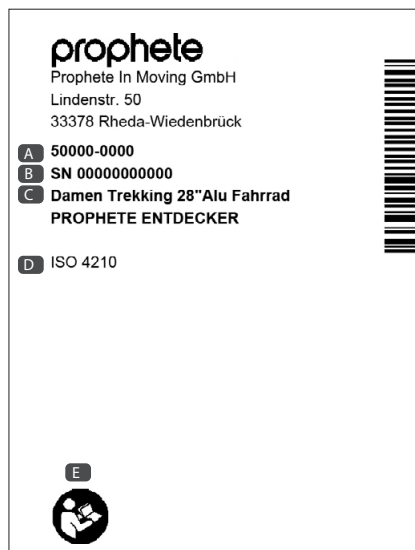 prophete
Prophete In Moving GmbH
Lindenstr. 50
33378 Rheda-Wiedenbrück
A 50000-0000
B SN 00000000000
C Damen Trekking 28"Alu Fahrrad
PROPHETE ENTDECKER
D ISO 4210
E